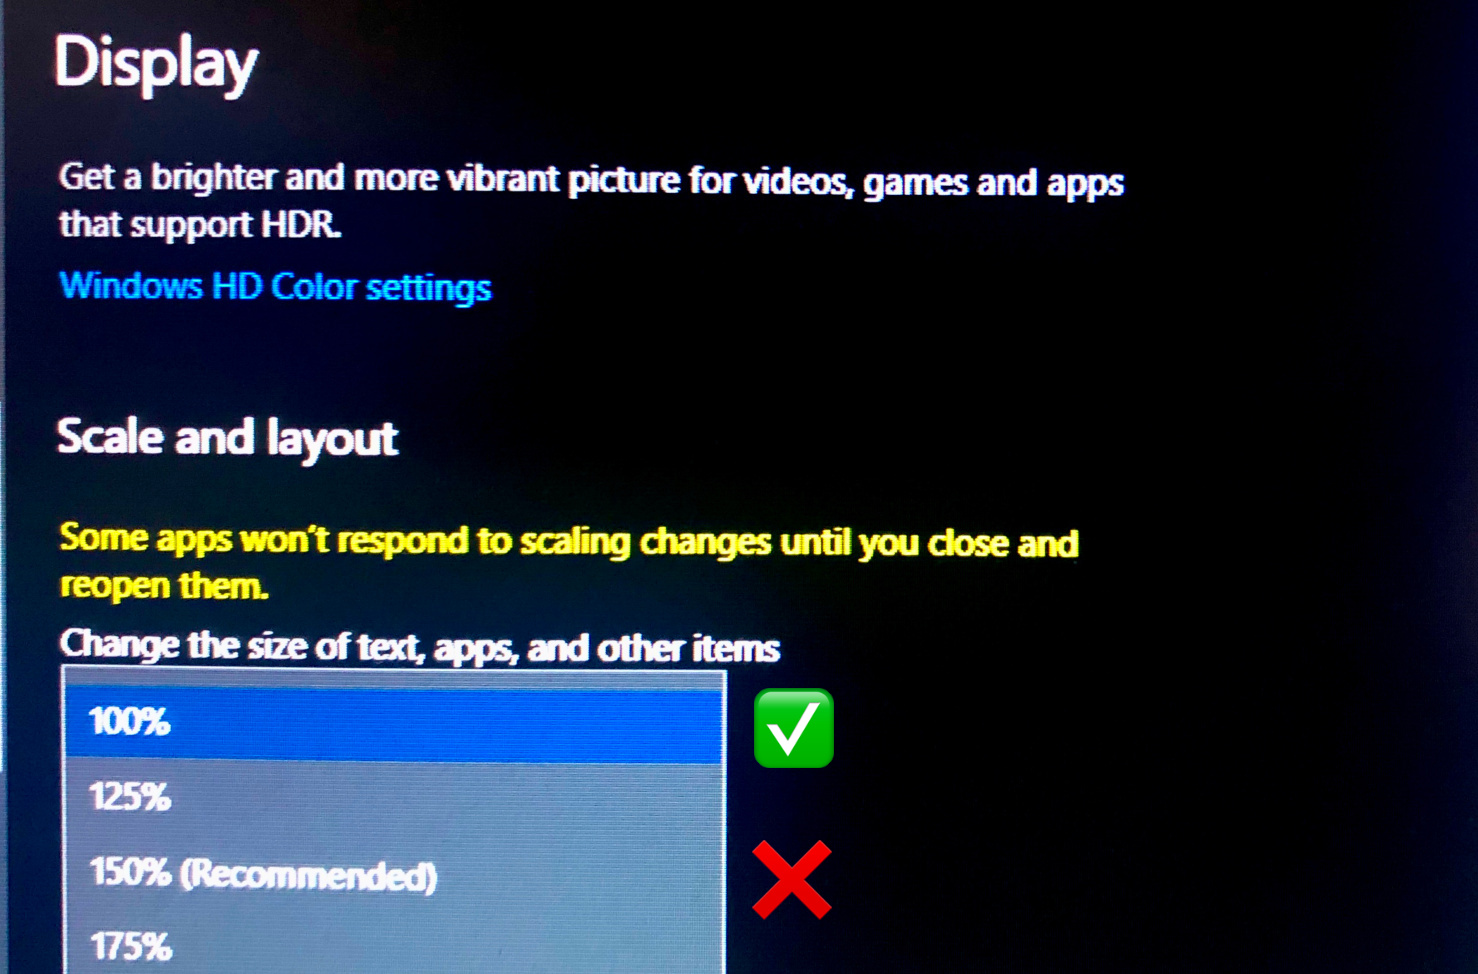 Display
Get a brighter and more vibrant picture for videos, games and apps
that support HDR.
Windows HD Color settings
Scale and layout
Some apps won't respond to scaling changes until you close and
reopen them.
Change the size of text, apps, and other items
100%
125%
150% (Recommended)
175%